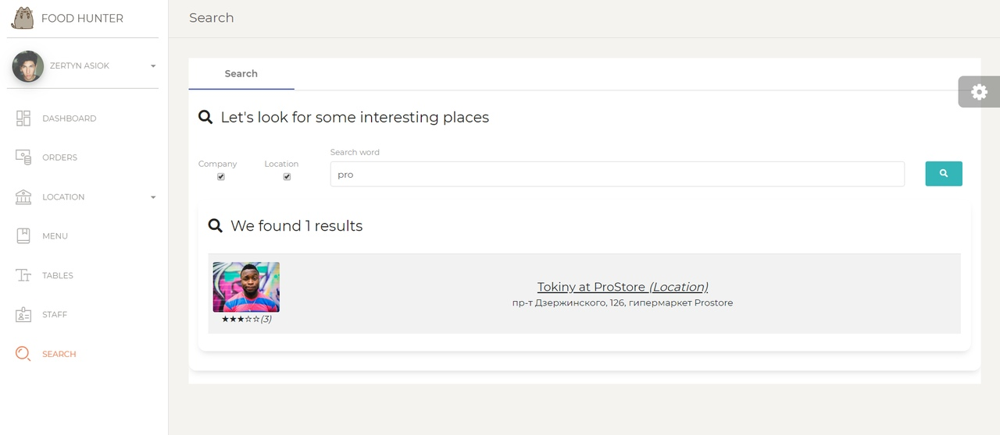 FOOD HUNTER
Search
ZERTYN ASIOK
DASHBOARD
ORDERS
LOCATION
MENU
TABLES
STAFF
SEARCH
Search
Let's look for some interesting places
Company
Location
Search word
pro
We found 1 results
★★★☆☆(3)
Tokiny at ProStore (Location)
пр-т Дзержинского, 126, гипермаркет Prostore